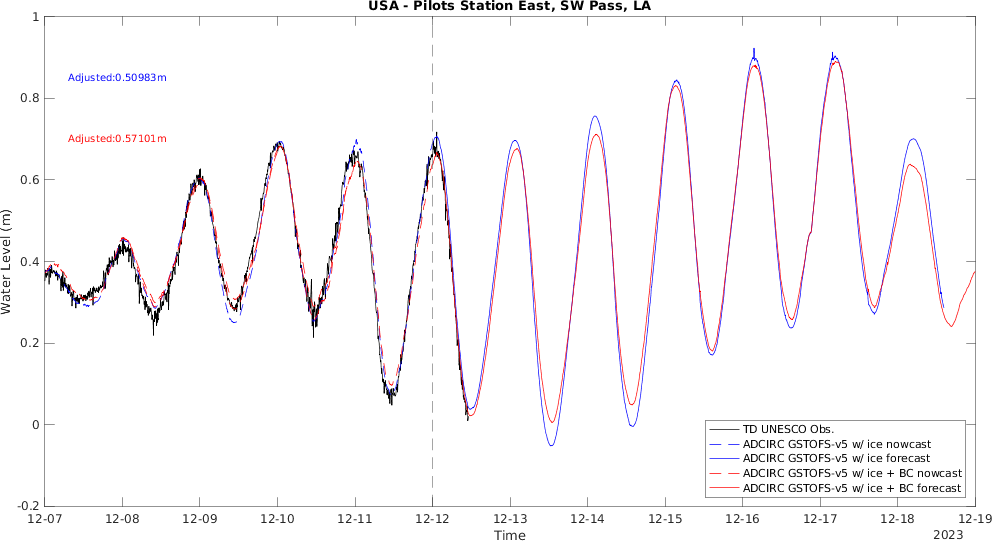 USA - Pilots Station East, SW Pass, LA
1
0.8
0.6
0.4
0.2
0
-0.2
Water Level (m)
Adjusted:0.50983m
Adjusted:0.57101m
TD UNESCO Obs.
ADCIRC GSTOFS-v5 w/ ice nowcast
ADCIRC GSTOFS-v5 w/ ice forecast
ADCIRC GSTOFS-v5 w/ ice + BC nowcast
ADCIRC GSTOFS-v5 w/ ice + BC forecast
12-07 12-08 12-09 12-10 12-11 12-12 12-13 12-14 12-15 12-16 12-17 12-18 12-19
Time
2023